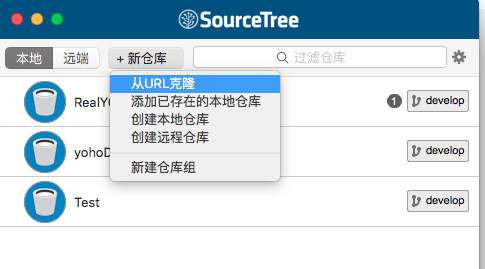 SourceTree
本地 远端 + 新仓库 过滤仓库
从URL克隆
添加已存在的本地仓库
创建本地仓库
创建远程仓库
新建仓库组
RealY
1 develop
yohoD
develop
Test
develop